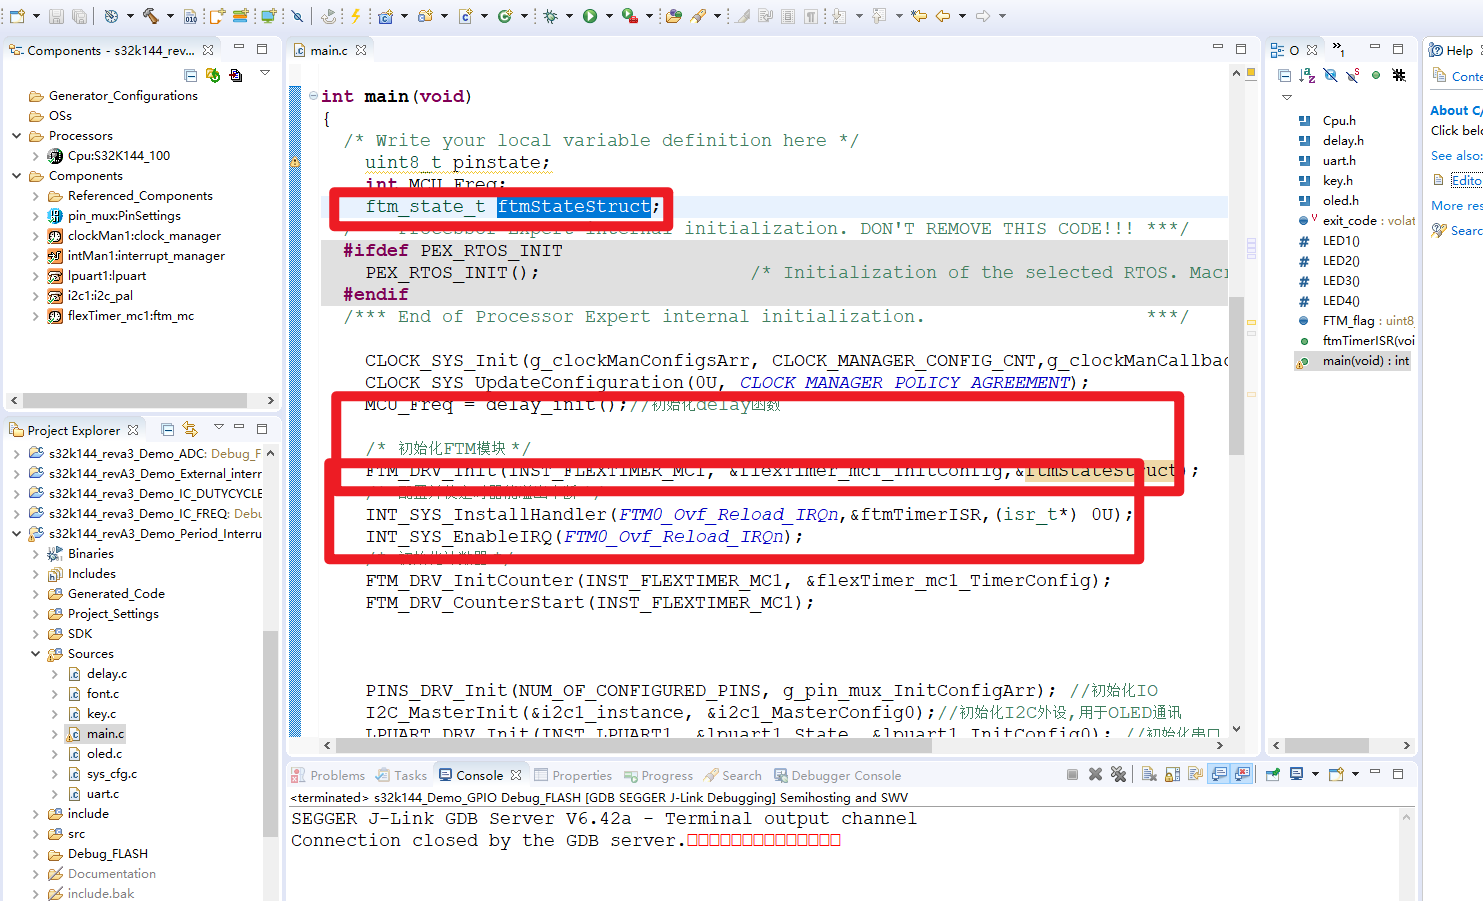 Components - s32k144_rev...
main.c
O
1
Help
Generator_Configurations
OSs
Processors
Cpu:S32K144_100
Components
Referenced_Components
pin_mux:PinSettings
clockMan1:clock_manager
intMan1:interrupt_manager
lpuart1:lpuart
i2c1:i2c_pal
flexTimer_mc1:ftm_mc
Project Explorer
s32k144_revA3_Demo_ADC: Debug_F
s32k144_revA3_Demo_External_interr
s32k144_revA3_Demo_IC_DUTYCYCLE
s32k144_reva3_Demo_IC_FREQ: Debu
s32k144_reva3_Demo_Period_Interru
Binaries
Includes
Generated_Code
Project_Settings
SDK
Sources
delay.c
font.c
key.c
main.c
oled.c
sys_cfg.c
uart.c
include
src
Debug_FLASH
Documentation
include.bak
int main(void)
{
/* Write your local variable definition here */
uint8_t pinstate;
int MCU_Freq;
ftm_state_t ftmStateStruct;
Processor Expert internal initialization. DON'T REMOVE THIS CODE!!! ***/
#ifdef PEX_RTOS_INIT
PEX_RTOS_INIT(); /* Initialization of the selected RTOS. Macr
#endif
/*** End of Processor Expert internal initialization. ***/
CLOCK_SYS_Init(g_clockManConfigsArr, CLOCK_MANAGER_CONFIG_CNT,g_clockManCallbac
CLOCK_SYS_UpdateConfiguration(0U, CLOCK_MANAGER_POLICY_AGREEMENT);
MCU_Freq = delay_init();//初始化delay函数
/* 初始化FTM模块 */
FTM_DRV_Init(INST_FLEXTIMER_MC1, &flexTimer_mc1_InitConfig,&ftmStateStruct);
INT_SYS_InstallHandler(FTM0_Ovf_Reload_IRQn,&ftmTimerISR,(isr_t*) 0U);
INT_SYS_EnableIRQ(FTM0_Ovf_Reload_IRQn);
/* 初始化计数器 */
FTM_DRV_InitCounter(INST_FLEXTIMER_MC1, &flexTimer_mc1_TimerConfig);
FTM_DRV_CounterStart(INST_FLEXTIMER_MC1);
PINS_DRV_Init(NUM_OF_CONFIGURED_PINS, g_pin_mux_InitConfigArr); //初始化IO
I2C_MasterInit(&i2c1_instance, &i2c1_MasterConfig0);//初始化I2C外设,用于OLED通讯
LPUART_DRV_Init(INST_LPUART1, &lpuart1_State, &lpuart1_InitConfig0); //初始化串口
Cpu.h
delay.h
uart.h
key.h
oled.h
exit_code : volat
LED1()
LED2()
LED3()
LED4()
FTM_flag : uint8_
ftmTimerISR(voi
main(void) : int
Conte
About C/
Click belo
See also:
Edito
More res
Searc
Problems
Tasks
Console
Properties
Progress
Search
Debugger Console
<terminated> s32k144_Demo_GPIO Debug_FLASH [GDB SEGGER J-Link Debugging] Semihosting and SWV
SEGGER J-Link GDB Server V6.42a - Terminal output channel
Connection closed by the GDB server.